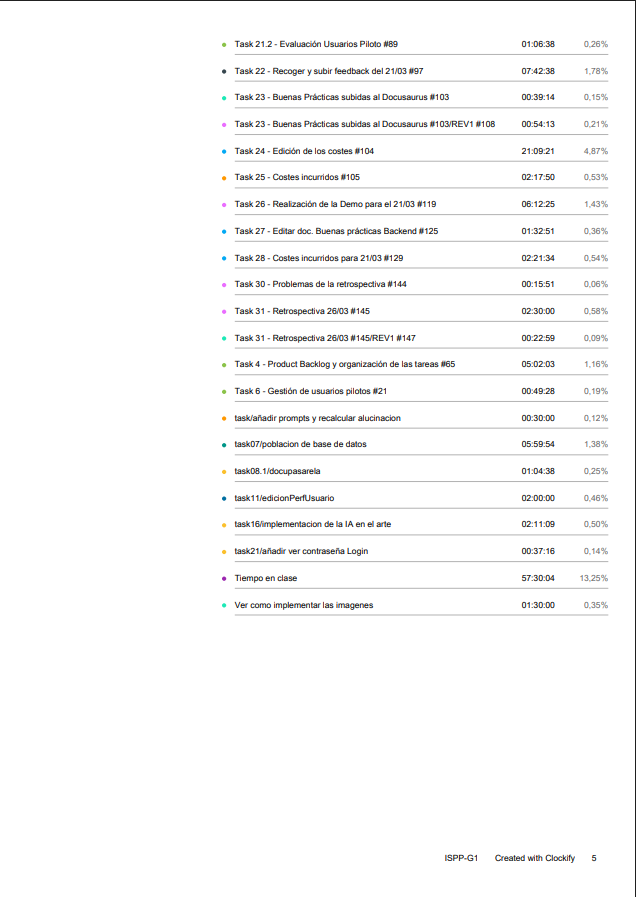 Task 21.2 - Evaluación Usuarios Piloto #89 01:06:38 0,26%
Task 22 - Recoger y subir feedback del 21/03 #97 07:42:38 1,78%
Task 23 - Buenas Prácticas subidas al Docusaurus #103 00:39:14 0,15%
Task 23 - Buenas Prácticas subidas al Docusaurus #103/REV1 #108 00:54:13 0,21%
Task 24 - Edición de los costes #104 21:09:21 4,87%
Task 25 - Costes incurridos #105 02:17:50 0,53%
Task 26 - Realización de la Demo para el 21/03 #119 06:12:25 1,43%
Task 27 - Editar doc. Buenas prácticas Backend #125 01:32:51 0,36%
Task 28 - Costes incurridos para 21/03 #129 02:21:34 0,54%
Task 30 - Problemas de la retrospectiva #144 00:15:51 0,06%
Task 31 - Retrospectiva 26/03 #145 02:30:00 0,58%
Task 31 - Retrospectiva 26/03 #145/REV1 #147 00:22:59 0,09%
Task 4 - Product Backlog y organización de las tareas #65 05:02:03 1,16%
Task 6 - Gestión de usuarios pilotos #21 00:49:28 0,19%
task/añadir prompts y recalcular alucinacion 00:30:00 0,12%
task07/poblacion de base de datos 05:59:54 1,38%
task08.1/docupasarela 01:04:38 0,25%
task11/edicionPerfUsuario 02:00:00 0,46%
task16/implementacion de la IA en el arte 02:11:09 0,50%
task21/añadir ver contraseña Login 00:37:16 0,14%
Tiempo en clase 57:30:04 13,25%
Ver como implementar las imagenes 01:30:00 0,35%
ISPP-G1 Created with Clockify 5